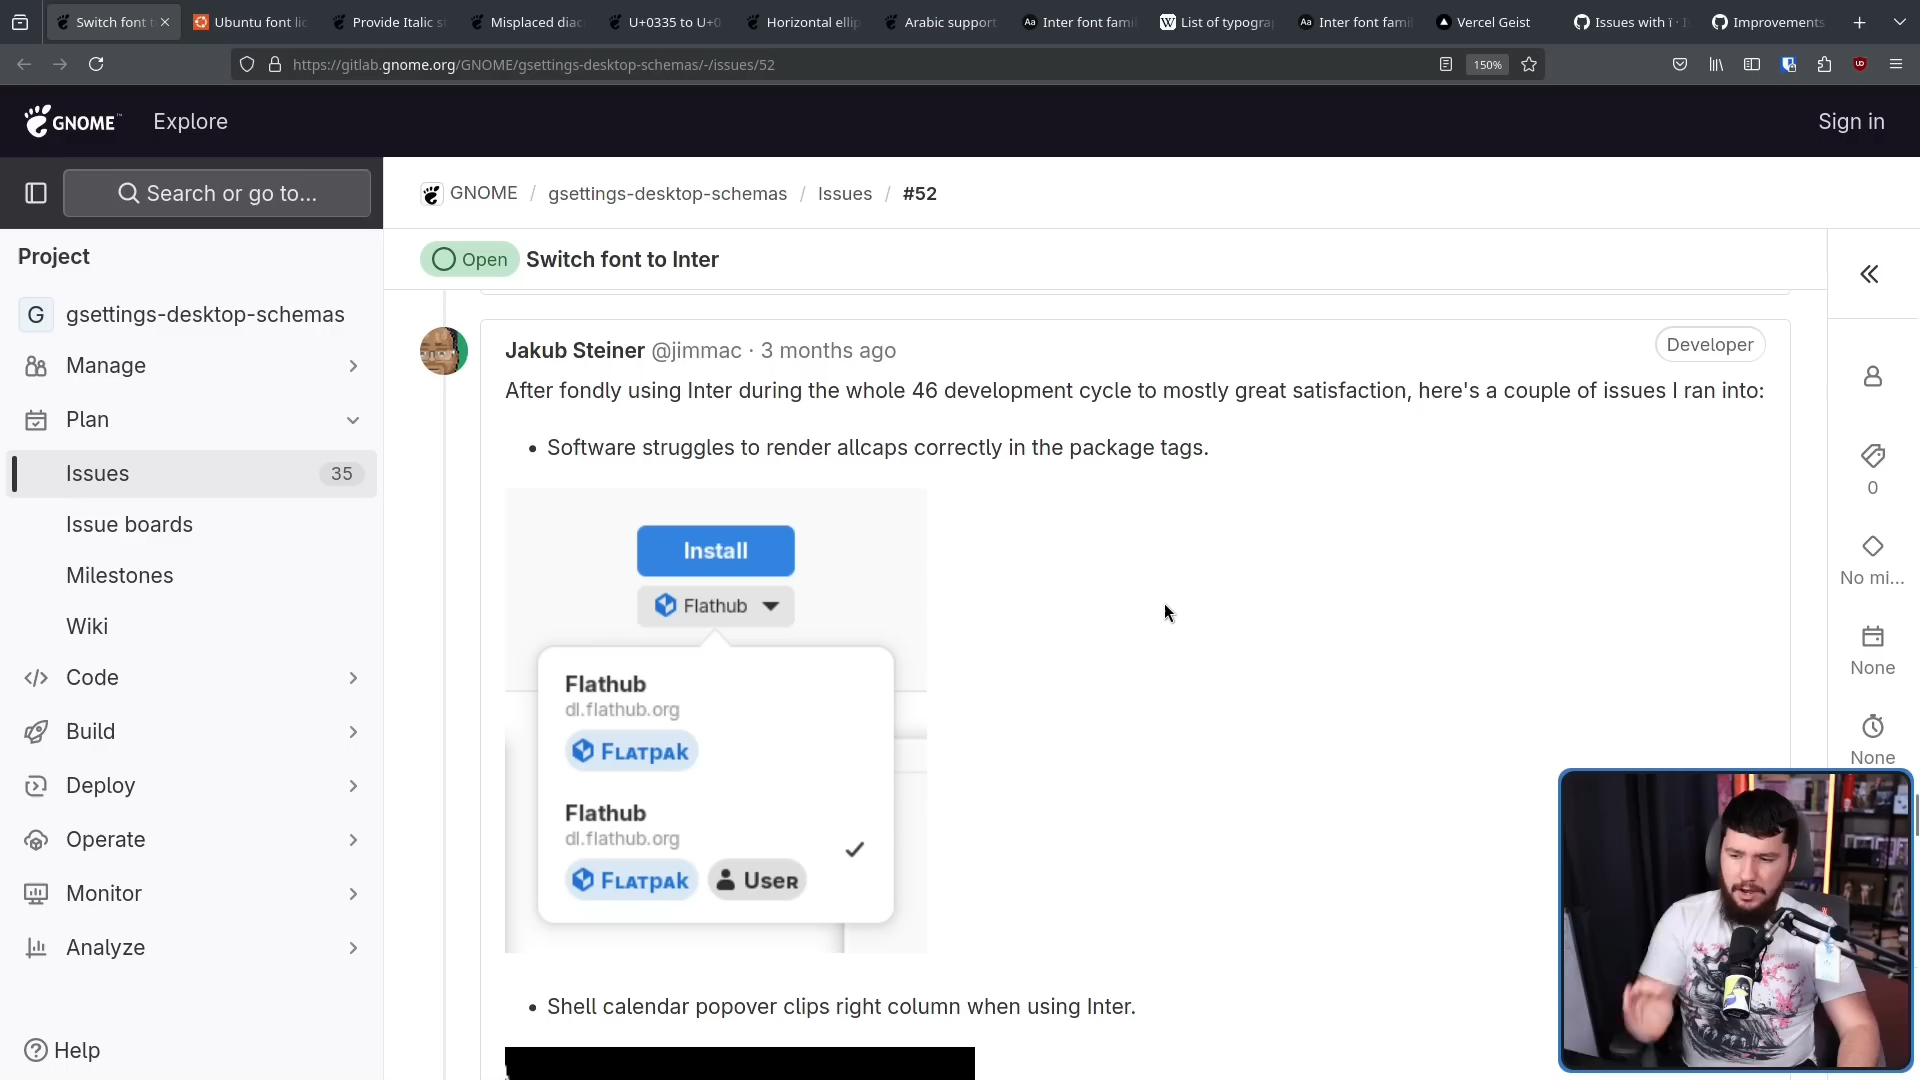 Switch font t
Ubuntu font lic
Provide Italic s
Misplaced diac
U+0335 to U+0
Horizontal ellip
Arabic support
Inter font fami
List of typogra
Inter font fami
Vercel Geist
Issues with ï · I
Improvements
https://gitlab.gnome.org/GNOME/gsettings-desktop-schemas/-/issues/52
150%
GNOME™
Explore
Sign in
Search or go to...
GNOME / gsettings-desktop-schemas / Issues / #52
Project
Open Switch font to Inter
G gsettings-desktop-schemas
Manage
Plan
Issues 35
Issue boards
Milestones
Wiki
Code
Build
Deploy
Operate
Monitor
Analyze
Help
Jakub Steiner @jimmac · 3 months ago
Developer
After fondly using Inter during the whole 46 development cycle to mostly great satisfaction, here's a couple of issues I ran into:
• Software struggles to render allcaps correctly in the package tags.
Install
Flathub
Flathub
dl.flathub.org
FLATpAk
Flathub
dl.flathub.org
FLATpAk
UseR
• Shell calendar popover clips right column when using Inter.
0
No mi...
None
None